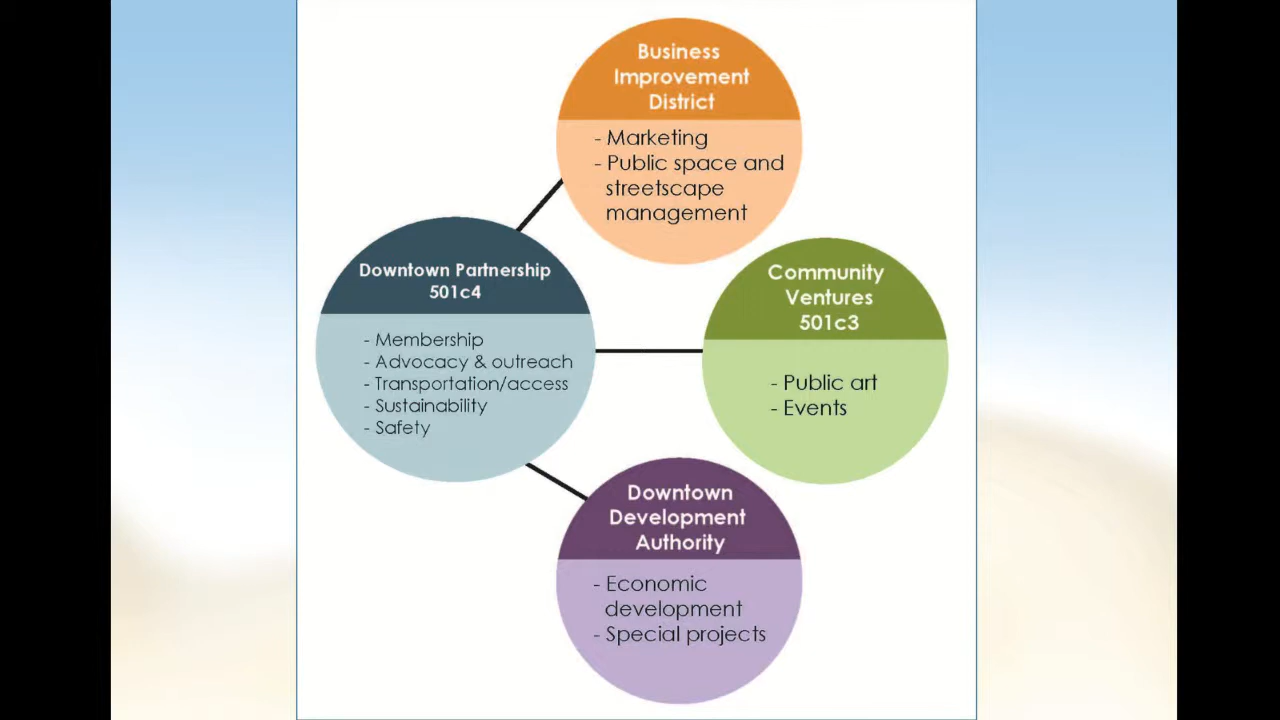 Business
Improvement
District
- Marketing
- Public space and
streetscape
management
Downtown Partnership
501c4
- Membership
- Advocacy & outreach
- Transportation/access
- Sustainability
- Safety
Community
Ventures
501c3
- Public art
- Events
Downtown
Development
Authority
- Economic
development
- Special projects